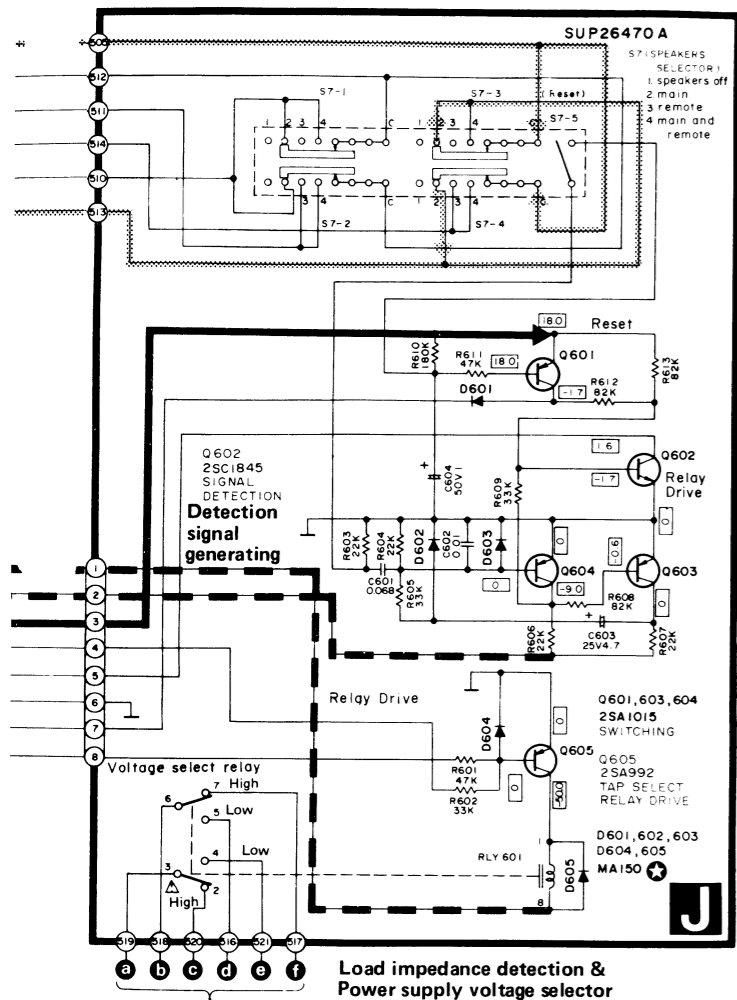 SUP26470A
S7 (SPEAKERS
SELECTOR)
1. speakers off
2. main
3 remote
4 main and
remote
505
512
511
514
510
513
S7-1
S7-3
(Reset)
S7-5
1 2 3 4 C 1 2 3 4 C
3 4 C 1 2 3 4 C
S7-2
S7-4
18.0
Reset
R610
180K
R611
47K
18.0
Q601
R613
82K
D601
-1.7
R612
82K
Q602
2SC1845
SIGNAL
DETECTION
Detection
signal
generating
+
C604
50V1
R609
33K
1.6
-1.7
Q602
Relay
Drive
R603
22K
R604
22K
D602
C602
0.01
D603
0
0
-0.6
C601
0.068
R605
33K
0
Q604
Q603
-9.0
R608
82K
0
R606
22K
+
C603
25V4.7
R607
22K
1
2
3
4
5
6
7
8
Relay Drive
D604
0
Q605
R601
47K
R602
33K
0
-50.0
Q601,603,604
2SA1015
SWITCHING
Q605
2SA992
TAP SELECT
RELAY DRIVE
Voltage select relay
7 High
6
5 Low
Low
4
3
High 2
1
RLY 601
8
D605
D601,602,603
D604,605
MA150
J
519 518 520 516 521 517
a b c d e f
Load impedance detection &
Power supply voltage selector